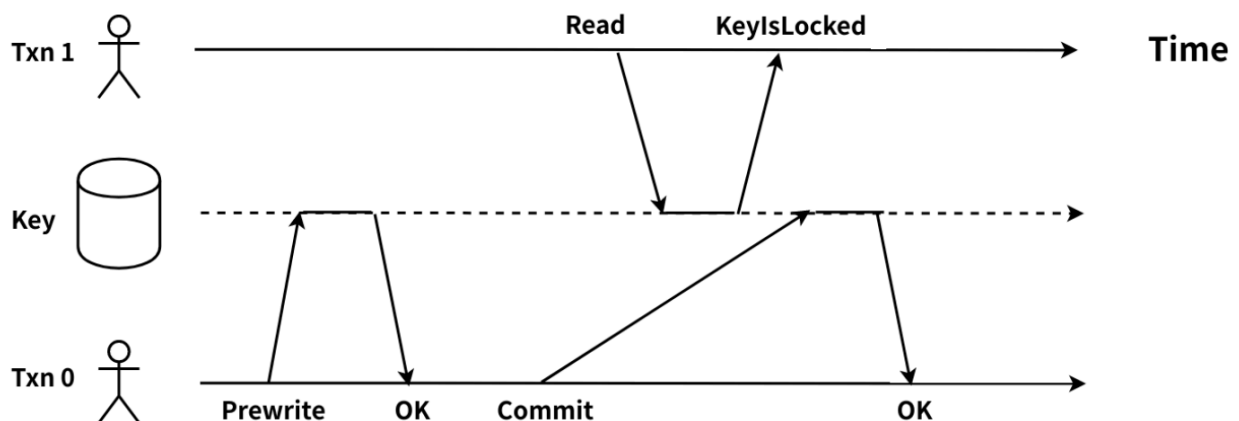 Read
KeyIsLocked
Txn 1
Time
Key
Txn 0
Prewrite
OK
Commit
OK